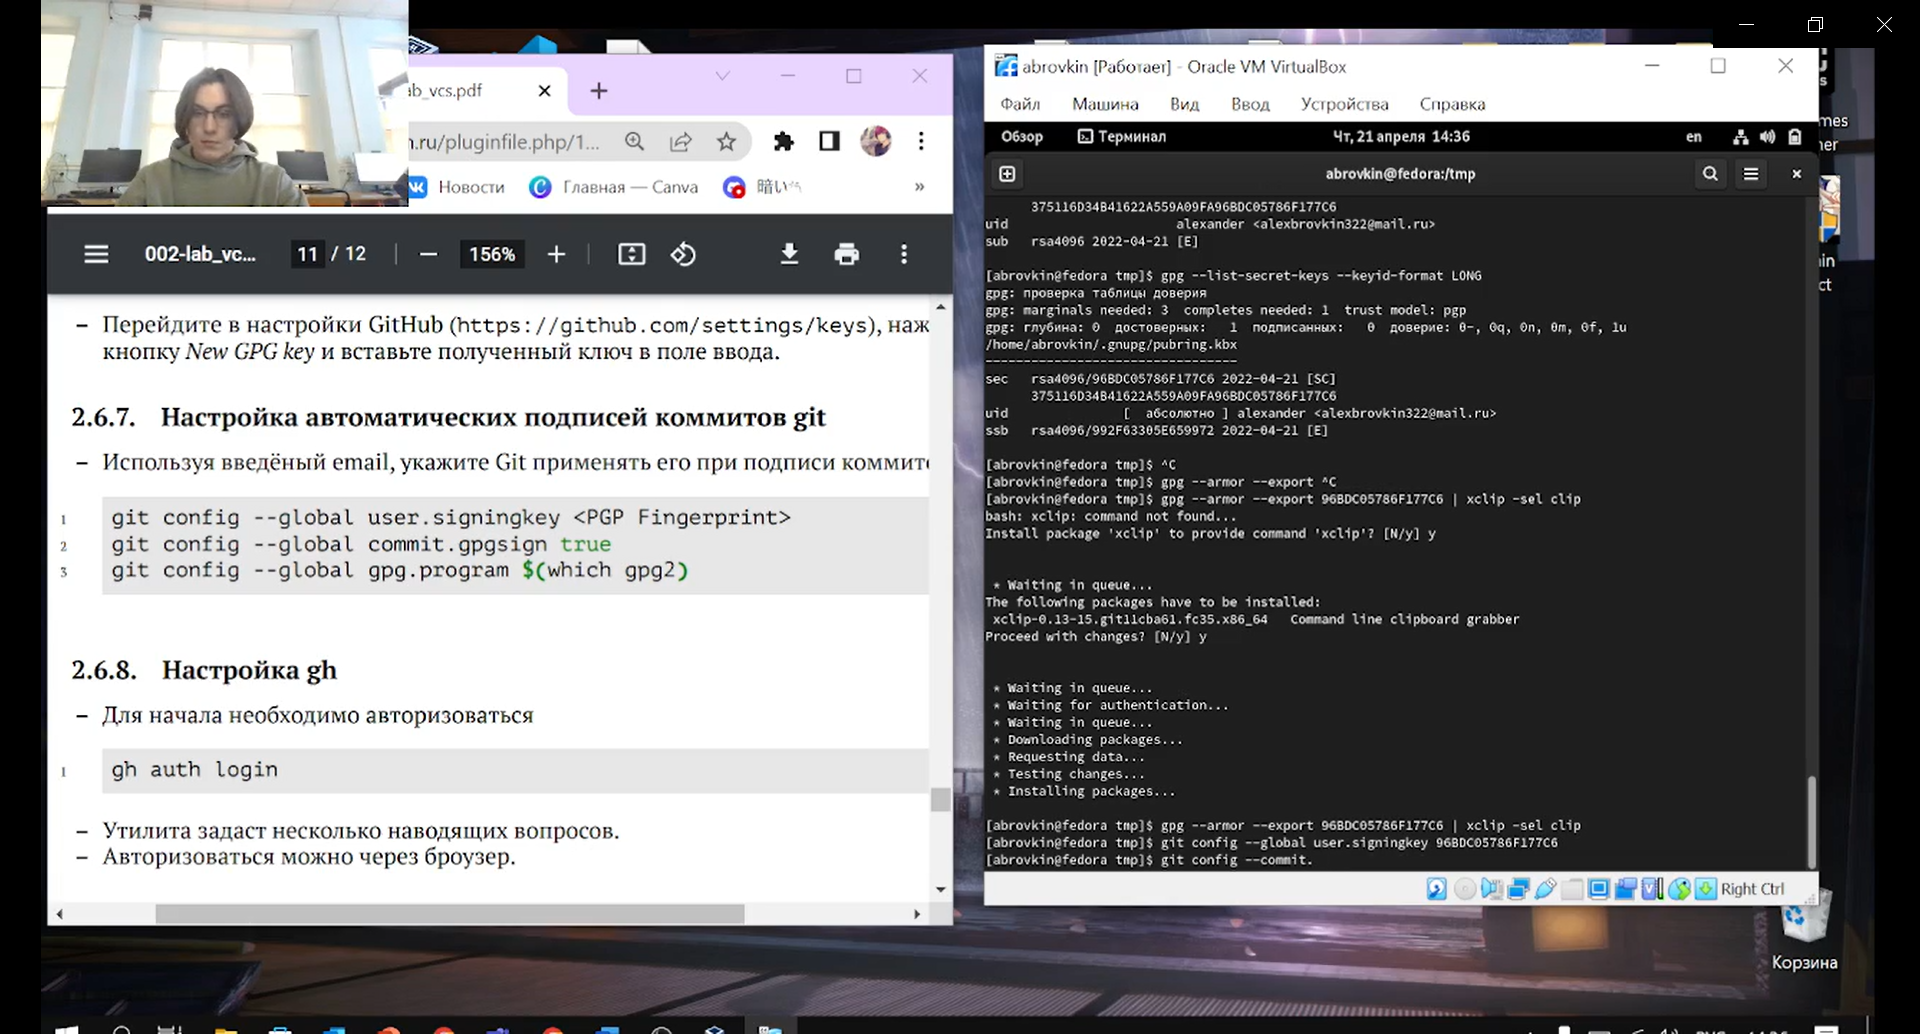 ab_vcs.pdf
n.ru/pluginfile.php/1...
Новости
Главная — Canva
»
002-lab_vc...
11 / 12
156%
– Перейдите в настройки GitHub (https://github.com/settings/keys), наж
кнопку New GPG key и вставьте полученный ключ в поле ввода.
2.6.7. Настройка автоматических подписей коммитов git
– Используя введёный email, укажите Git применять его при подписи коммит
1 git config --global user.signingkey <PGP Fingerprint>
2 git config --global commit.gpgsign true
3 git config --global gpg.program $(which gpg2)
2.6.8. Настройка gh
– Для начала необходимо авторизоваться
1 gh auth login
– Утилита задаст несколько наводящих вопросов.
– Авторизоваться можно через броузер.
abrovkin [Работает] - Oracle VM VirtualBox
Файл Машина Вид Ввод Устройства Справка
Обзор Терминал Чт, 21 апреля 14:36 en
abrovkin@fedora:/tmp
375116D34B41622A559A09FA96BDC05786F177C6
uid alexander <alexbrovkin322@mail.ru>
sub rsa4096 2022-04-21 [E]
[abrovkin@fedora tmp]$ gpg --list-secret-keys --keyid-format LONG
gpg: проверка таблицы доверия
gpg: marginals needed: 3 completes needed: 1 trust model: pgp
gpg: глубина: 0 достоверных: 1 подписанных: 0 доверие: 0-, 0q, 0n, 0m, 0f, 1u
/home/abrovkin/.gnupg/pubring.kbx
---------------------------------
sec rsa4096/96BDC05786F177C6 2022-04-21 [SC]
375116D34B41622A559A09FA96BDC05786F177C6
uid [ абсолютно ] alexander <alexbrovkin322@mail.ru>
ssb rsa4096/992F63305E659972 2022-04-21 [E]
[abrovkin@fedora tmp]$ ^C
[abrovkin@fedora tmp]$ gpg --armor --export ^C
[abrovkin@fedora tmp]$ gpg --armor --export 96BDC05786F177C6 | xclip -sel clip
bash: xclip: command not found...
Install package 'xclip' to provide command 'xclip'? [N/y] y
* Waiting in queue...
The following packages have to be installed:
xclip-0.13-15.git11cba61.fc35.x86_64 Command line clipboard grabber
Proceed with changes? [N/y] y
* Waiting in queue...
* Waiting for authentication...
* Waiting in queue...
* Downloading packages...
* Requesting data...
* Testing changes...
* Installing packages...
[abrovkin@fedora tmp]$ gpg --armor --export 96BDC05786F177C6 | xclip -sel clip
[abrovkin@fedora tmp]$ git config --global user.signingkey 96BDC05786F177C6
[abrovkin@fedora tmp]$ git config --commit.
Right Ctrl
Корзина